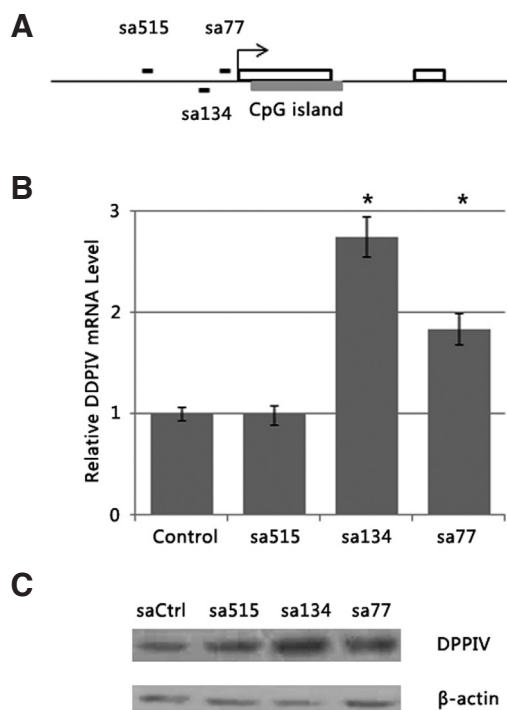 A
sa515 sa77
sa134
CpG island
B
Relative DDPIV mRNA Level
3
2
1
0
* *
Control sa515 sa134 sa77
C
saCtrl sa515 sa134 sa77
DPPIV
β-actin